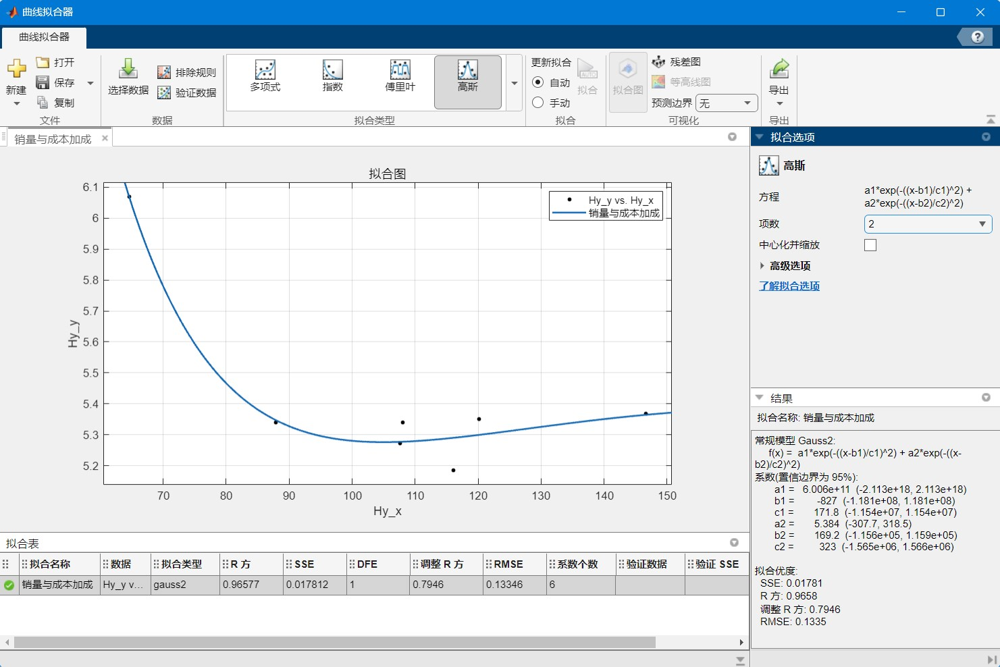 曲线拟合器
曲线拟合器
?
新建
打开
保存
复制
文件
选择数据
排除规则
验证数据
数据
多项式
指数
傅里叶
高斯
拟合类型
更新拟合
自动
手动
AUTO
拟合
拟合
拟合图
残差图
等高线图
预测边界 无
可视化
导出
导出
销量与成本加成
拟合图
6.1
6
5.9
5.8
5.7
5.6
5.5
5.4
5.3
5.2
Hy_y
70 80 90 100 110 120 130 140 150
Hy_x
Hy_y vs. Hy_x
销量与成本加成
拟合选项
高斯
方程
a1*exp(-((x-b1)/c1)^2) +
a2*exp(-((x-b2)/c2)^2)
项数 2
中心化并缩放
高级选项
了解拟合选项
结果
拟合名称: 销量与成本加成
常规模型 Gauss2:
f(x) = a1*exp(-((x-b1)/c1)^2) + a2*exp(-((x-
b2)/c2)^2)
系数(置信边界为 95%):
a1 = 6.006e+11 (-2.113e+18, 2.113e+18)
b1 = -827 (-1.181e+08, 1.181e+08)
c1 = 171.8 (-1.154e+07, 1.154e+07)
a2 = 5.384 (-307.7, 318.5)
b2 = 169.2 (-1.156e+05, 1.159e+05)
c2 = 323 (-1.565e+06, 1.566e+06)
拟合优度:
SSE: 0.01781
R 方: 0.9658
调整 R 方: 0.7946
RMSE: 0.1335
拟合表
拟合名称 数据 拟合类型 R 方 SSE DFE 调整 R 方 RMSE 系数个数 验证数据 验证 SSE
销量与成本加成 Hy_y v... gauss2 0.96577 0.017812 1 0.7946 0.13346 6